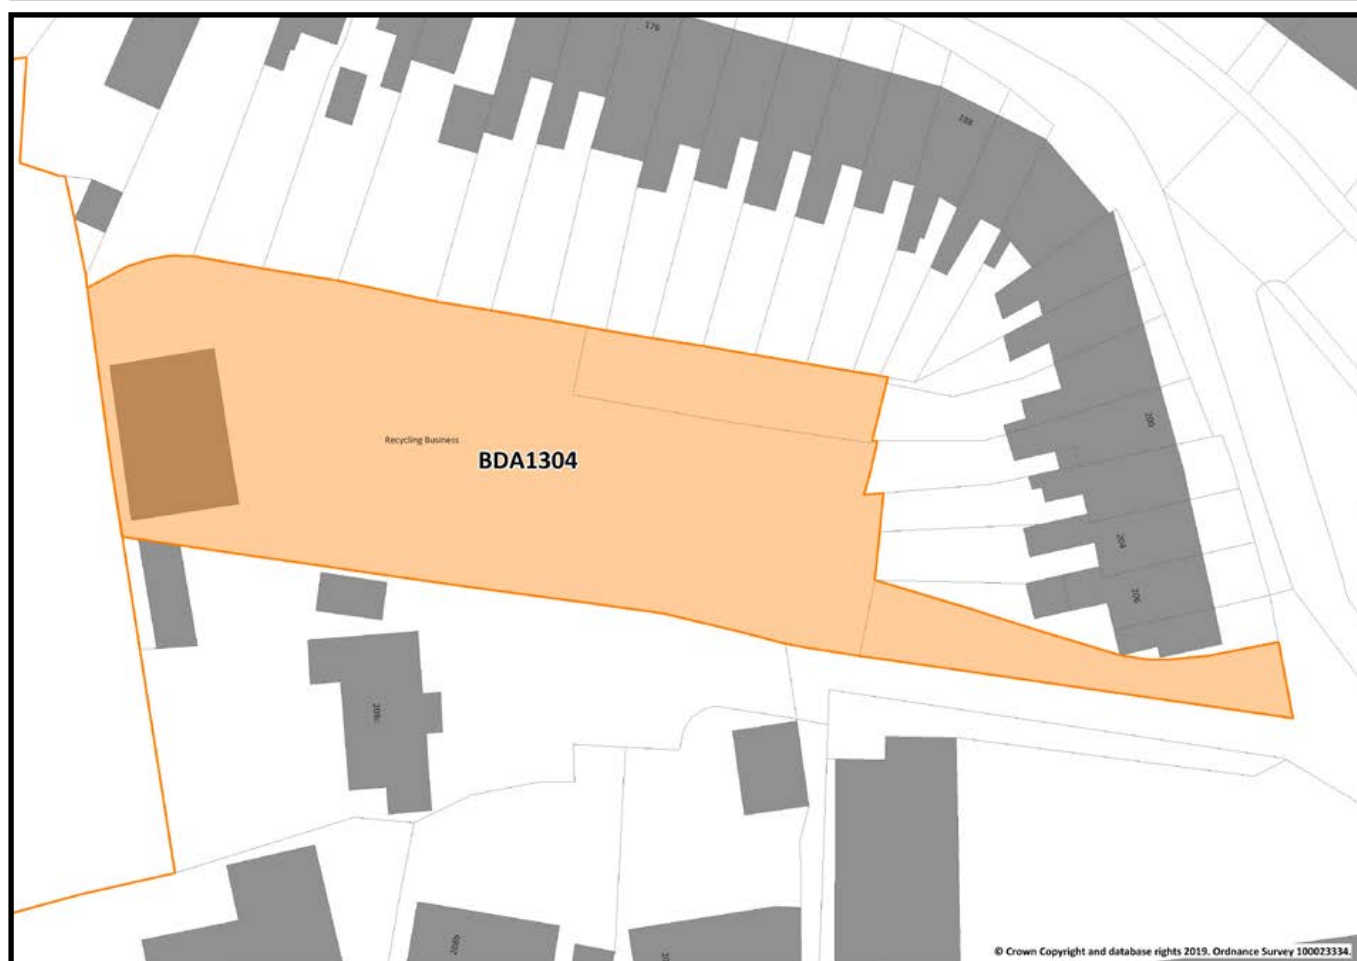 176
188
Recycling Business
BDA1304
200
204
206
© Crown Copyright and database rights 2019. Ordnance Survey 100023334.